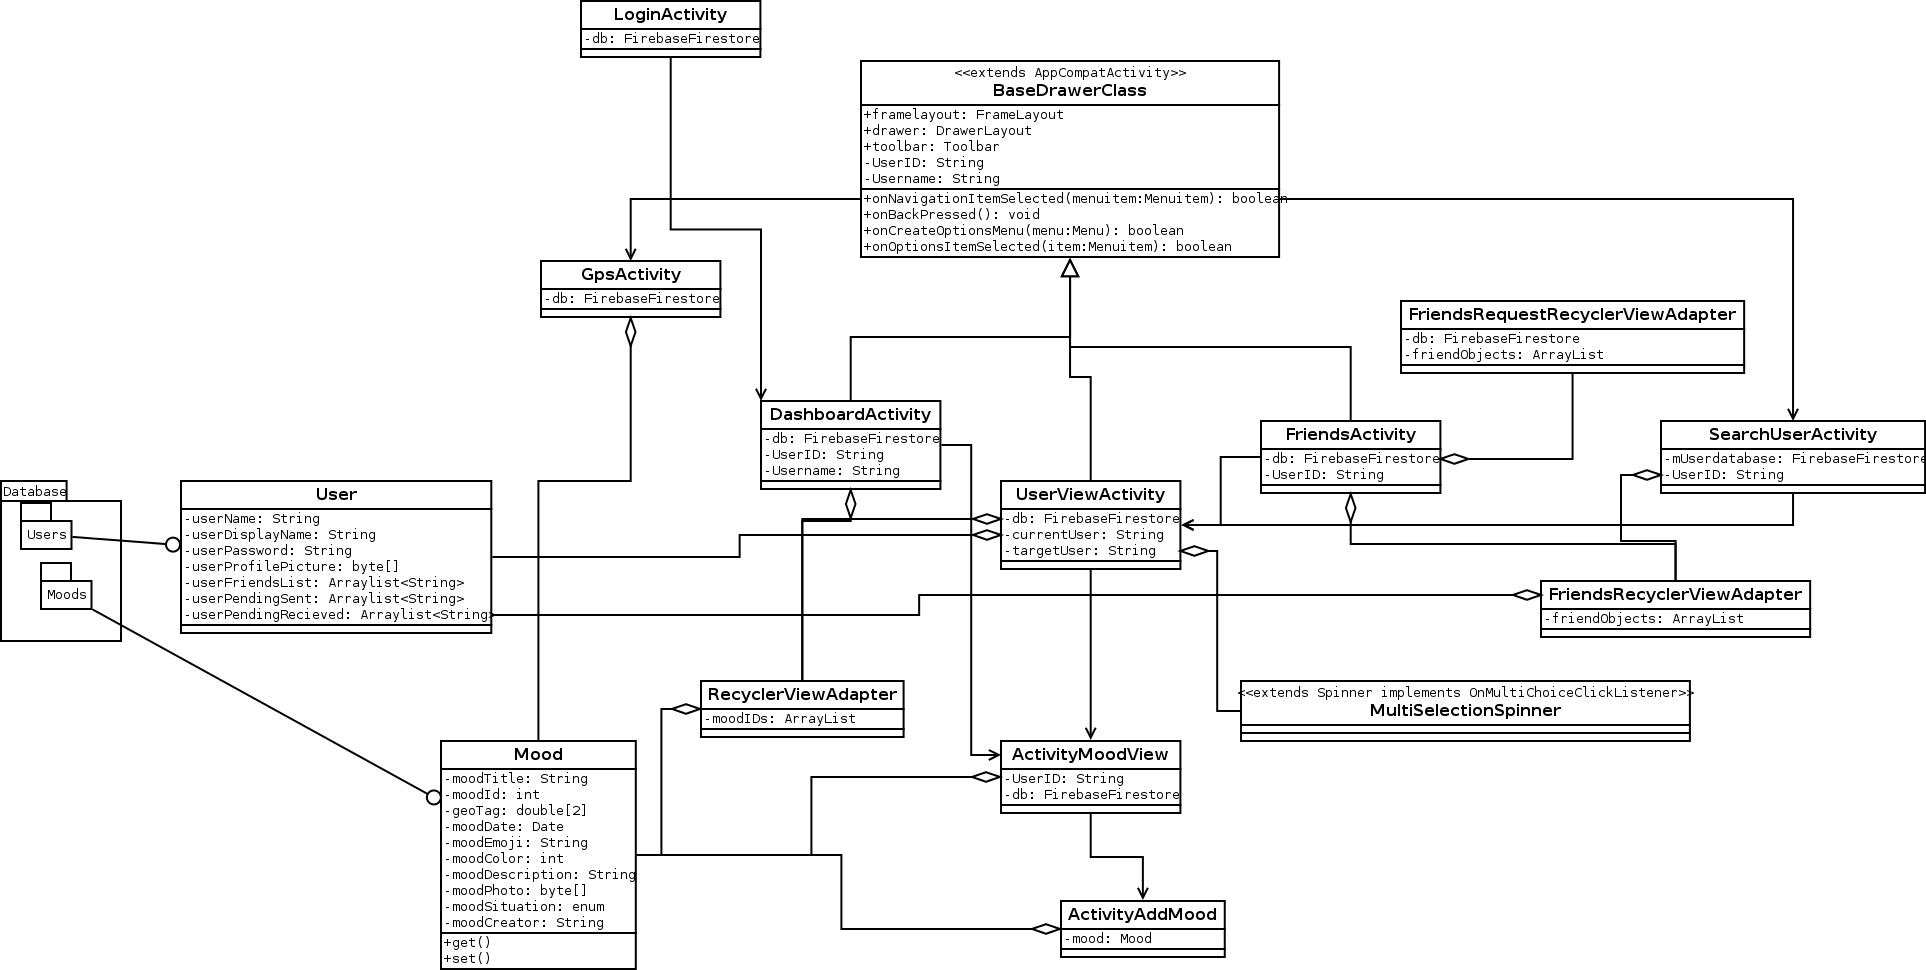 LoginActivity
-db: FirebaseFirestore
<<extends AppCompatActivity>>
BaseDrawerClass
+framelayout: FrameLayout
+drawer: DrawerLayout
+toolbar: Toolbar
-UserID: String
-Username: String
+onNavigationItemSelected(menuitem:Menuitem): boolean
+onBackPressed(): void
+onCreateOptionsMenu(menu:Menu): boolean
+onOptionsItemSelected(item:Menuitem): boolean
GpsActivity
-db: FirebaseFirestore
FriendsRequestRecyclerViewAdapter
-db: FirebaseFirestore
-friendObjects: ArrayList
DashboardActivity
-db: FirebaseFirestore
-UserID: String
-Username: String
FriendsActivity
-db: FirebaseFirestore
-UserID: String
SearchUserActivity
-mUserdatabase: FirebaseFirestore
-UserID: String
Database
Users
Moods
User
-userName: String
-userDisplayName: String
-userPassword: String
-userProfilePicture: byte[]
-userFriendsList: Arraylist<String>
-userPendingSent: Arraylist<String>
-userPendingRecieved: Arraylist<String>
UserViewActivity
-db: FirebaseFirestore
-currentUser: String
-targetUser: String
FriendsRecyclerViewAdapter
-friendObjects: ArrayList
RecyclerViewAdapter
-moodIDs: ArrayList
<<extends Spinner implements OnMultiChoiceClickListener>>
MultiSelectionSpinner
Mood
-moodTitle: String
-moodId: int
-geoTag: double[2]
-moodDate: Date
-moodEmoji: String
-moodColor: int
-moodDescription: String
-moodPhoto: byte[]
-moodSituation: enum
-moodCreator: String
+get()
+set()
ActivityMoodView
-UserID: String
-db: FirebaseFirestore
ActivityAddMood
-mood: Mood